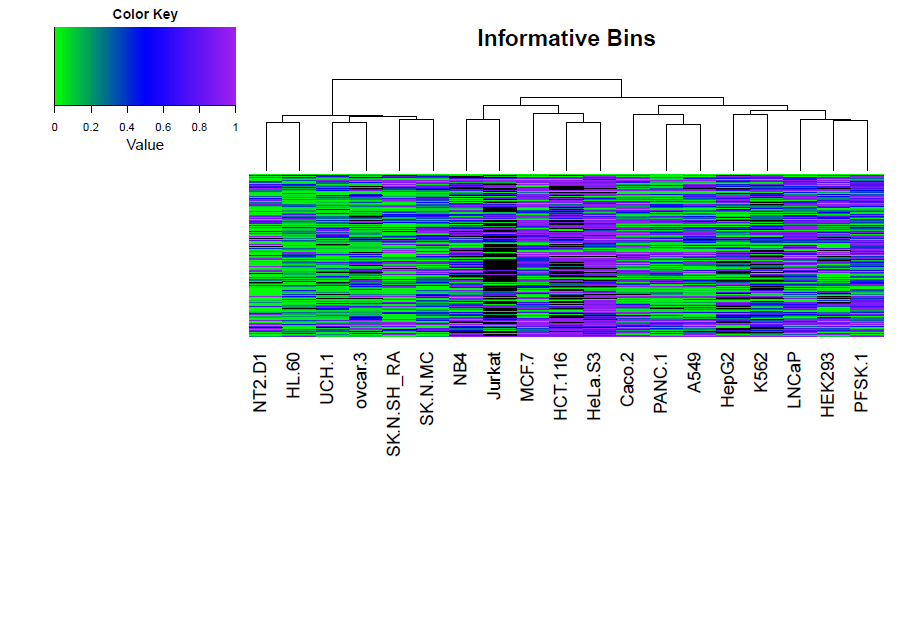 Color Key
Informative Bins
0 0.2 0.4 0.6 0.8 1
Value
NT2.D1
HL.60
UCH.1
ovcar.3
SK.N.SH_RA
SK.N.MC
NB4
Jurkat
MCF.7
HCT.116
HeLa.S3
Caco.2
PANC.1
A549
HepG2
K562
LNCaP
HEK293
PFSK.1